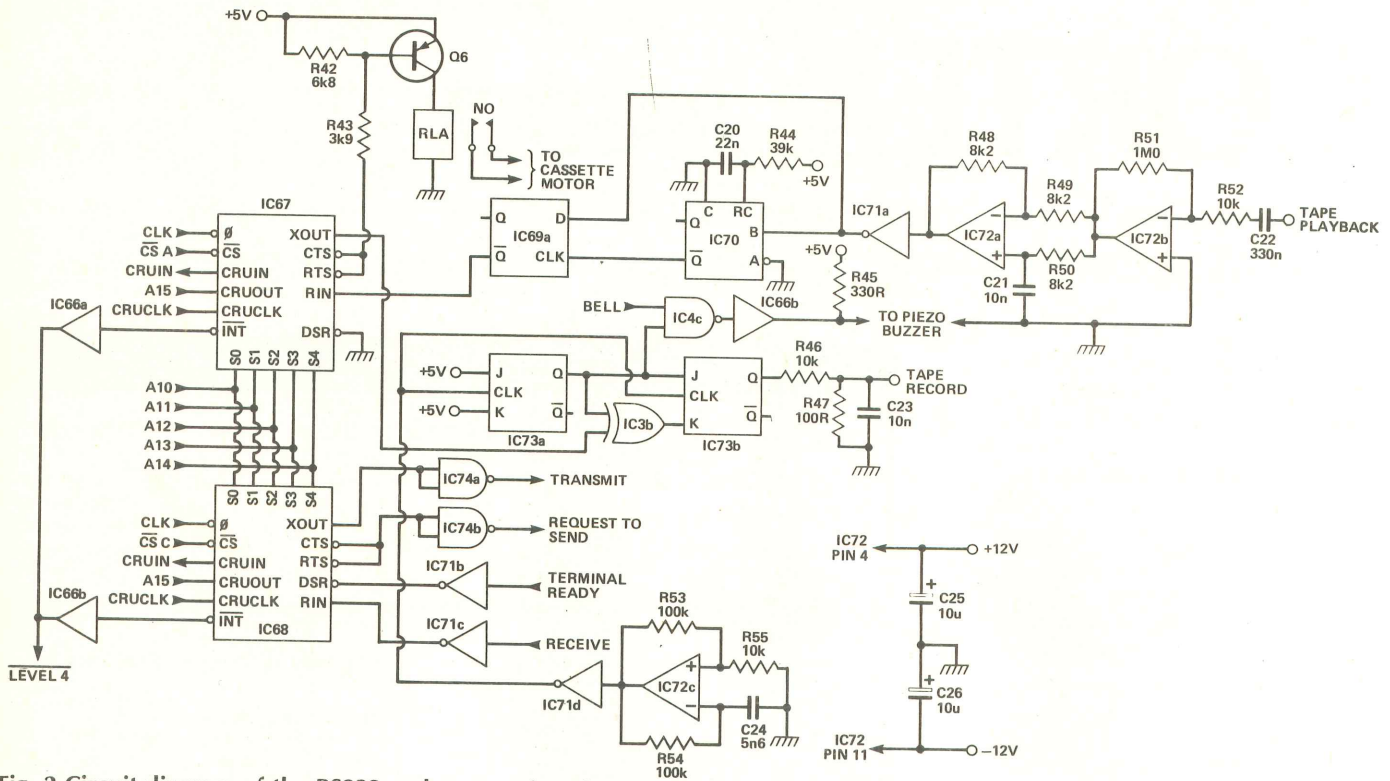 +5V
R42
6k8
Q6
R43
3k9
RLA
NO
TO
CASSETTE
MOTOR
C20
22n
R44
39k
+5V
R48
8k2
R51
1M0
R49
8k2
R52
10k
TAPE
PLAYBACK
C22
330n
IC67
CLK
C̅S̅ A
CRUIN
A15
CRUCLK
Ø
C̅S̅
CRUIN
CRUOUT
CRUCLK
I̅N̅T̅
XOUT
CTS
RTS
RIN
DSR
S0 S1 S2 S3 S4
IC66a
Q
Q̅
D
CLK
IC69a
C RC
Q
Q̅
B
A
IC70
IC71a
IC72a
IC72b
R50
8k2
C21
10n
+5V
R45
330R
BELL
IC4c
IC66b
TO PIEZO
BUZZER
A10
A11
A12
A13
A14
+5V
+5V
J
CLK
K
Q
Q̅
IC73a
IC3b
J
CLK
K
Q
Q̅
IC73b
R46
10k
R47
100R
C23
10n
TAPE
RECORD
S0 S1 S2 S3 S4
CLK
C̅S̅ C
CRUIN
A15
CRUCLK
Ø
C̅S̅
CRUIN
CRUOUT
CRUCLK
I̅N̅T̅
XOUT
CTS
RTS
DSR
RIN
IC68
IC66b
L̅E̅V̅E̅L̅ ̅4̅
IC74a
TRANSMIT
IC74b
REQUEST TO
SEND
IC71b
TERMINAL
READY
IC71c
RECEIVE
IC71d
R53
100k
R55
10k
IC72c
C24
5n6
R54
100k
IC72
PIN 4
+12V
C25
10u
C26
10u
IC72
PIN 11
−12V